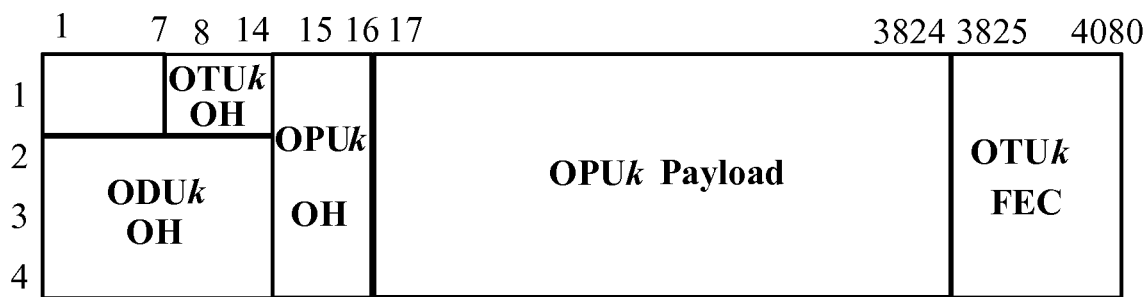 1 7 8 14 15 16 17 3824 3825 4080
1 OTUk
OH
2 OPUk
ODUk OPUk Payload OTUk
3 OH OH FEC
4